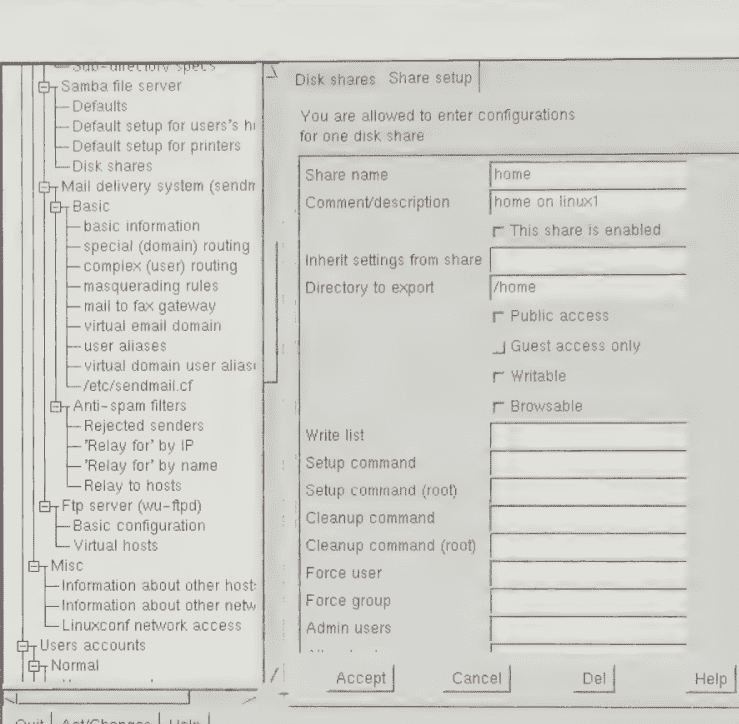 Sub-directory specs
Samba file server
Defaults
Default setup for users's h
Default setup for printers
Disk shares
Mail delivery system (sendm
Basic
basic information
special (domain) routing
complex (user) routing
masquerading rules
mail to fax gateway
virtual email domain
user aliases
virtual domain user alias
/etc/sendmail.cf
Anti-spam filters
Rejected senders
'Relay for' by IP
'Relay for' by name
Relay to hosts
Ftp server (wu-ftpd)
Basic configuration
Virtual hosts
Misc
Information about other host
Information about other netw
Linuxconf network access
Users accounts
Normal
Disk shares Share setup
You are allowed to enter configurations
for one disk share
Share name home
Comment/description home on linux1
This share is enabled
Inherit settings from share
Directory to export /home
Public access
Guest access only
Writable
Browsable
Write list
Setup command
Setup command (root)
Cleanup command
Cleanup command (root)
Force user
Force group
Admin users
Accept Cancel Del Help
Quit Act/Changes Help